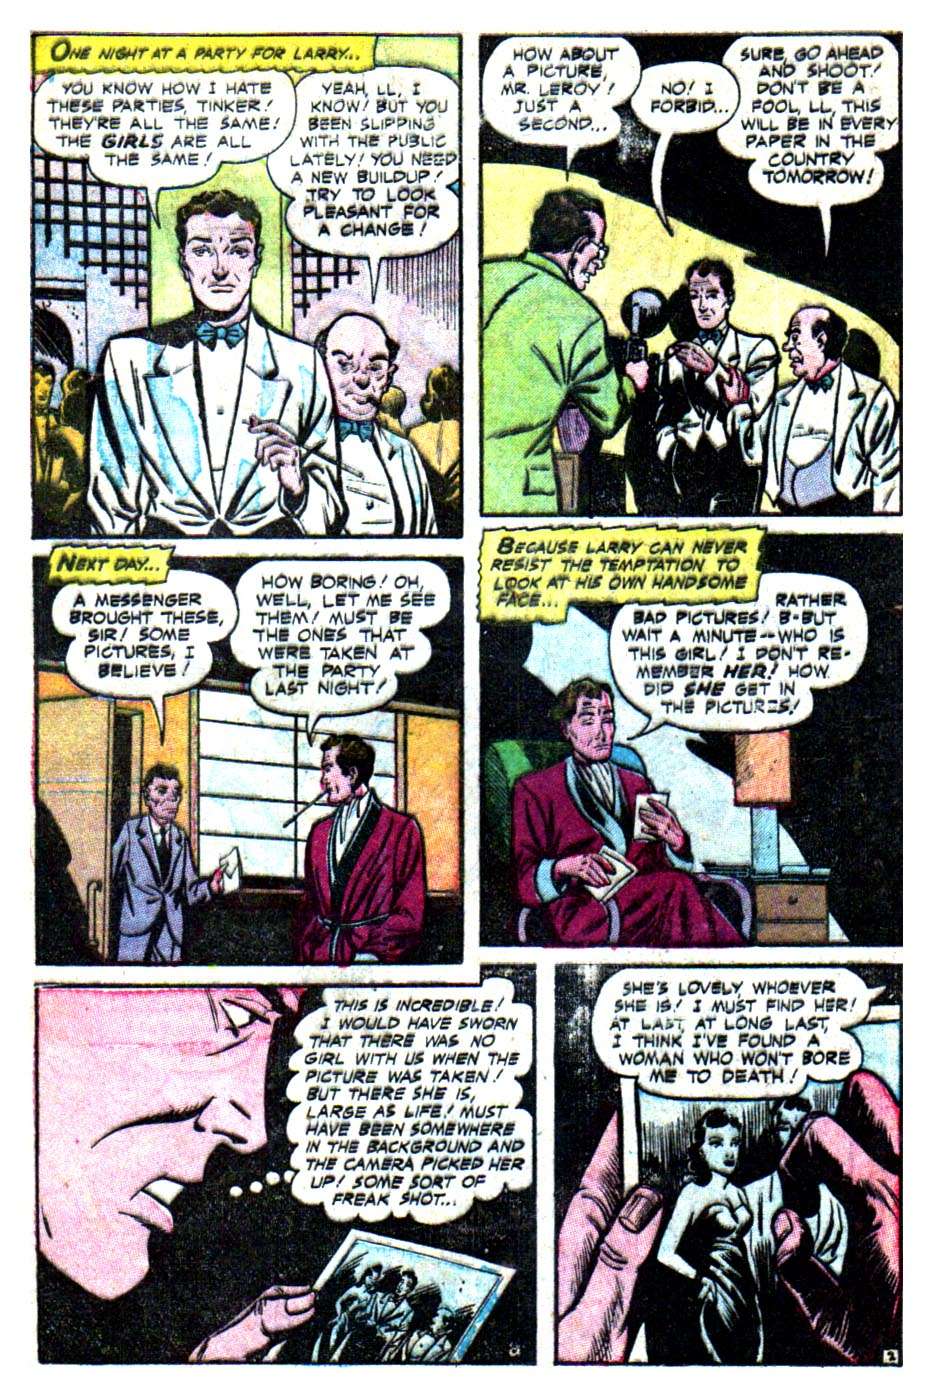 ONE NIGHT AT A PARTY FOR LARRY...
YOU KNOW HOW I HATE
THESE PARTIES, TINKER!
THEY'RE ALL THE SAME!
THE GIRLS ARE ALL
THE SAME!
YEAH, LL, I
KNOW! BUT YOU
BEEN SLIPPING
WITH THE PUBLIC
LATELY! YOU NEED
A NEW BUILDUP!
TRY TO LOOK
PLEASANT FOR
A CHANGE!
HOW ABOUT
A PICTURE,
MR. LEROY!
JUST A
SECOND...
NO! I
FORBID...
SURE, GO AHEAD
AND SHOOT!
DON'T BE A
FOOL, LL, THIS
WILL BE IN EVERY
PAPER IN THE
COUNTRY
TOMORROW!
NEXT DAY...
A MESSENGER
BROUGHT THESE,
SIR! SOME
PICTURES, I
BELIEVE!
HOW BORING! OH,
WELL, LET ME SEE
THEM! MUST BE
THE ONES THAT
WERE TAKEN AT
THE PARTY
LAST NIGHT!
BECAUSE LARRY CAN NEVER
RESIST THE TEMPTATION TO
LOOK AT HIS OWN HANDSOME
FACE...
RATHER
BAD PICTURES! B-BUT
WAIT A MINUTE--WHO IS
THIS GIRL! I DON'T RE-
MEMBER HER! HOW
DID SHE GET IN
THE PICTURES!
THIS IS INCREDIBLE!
I WOULD HAVE SWORN
THAT THERE WAS NO
GIRL WITH US WHEN THE
PICTURE WAS TAKEN!
BUT THERE SHE IS,
LARGE AS LIFE! MUST
HAVE BEEN SOMEWHERE
IN THE BACKGROUND AND
THE CAMERA PICKED HER
UP! SOME SORT OF
FREAK SHOT...
SHE'S LOVELY, WHOEVER
SHE IS! I MUST FIND HER!
AT LAST, AT LONG LAST,
I THINK I'VE FOUND A
WOMAN WHO WON'T BORE
ME TO DEATH!
2